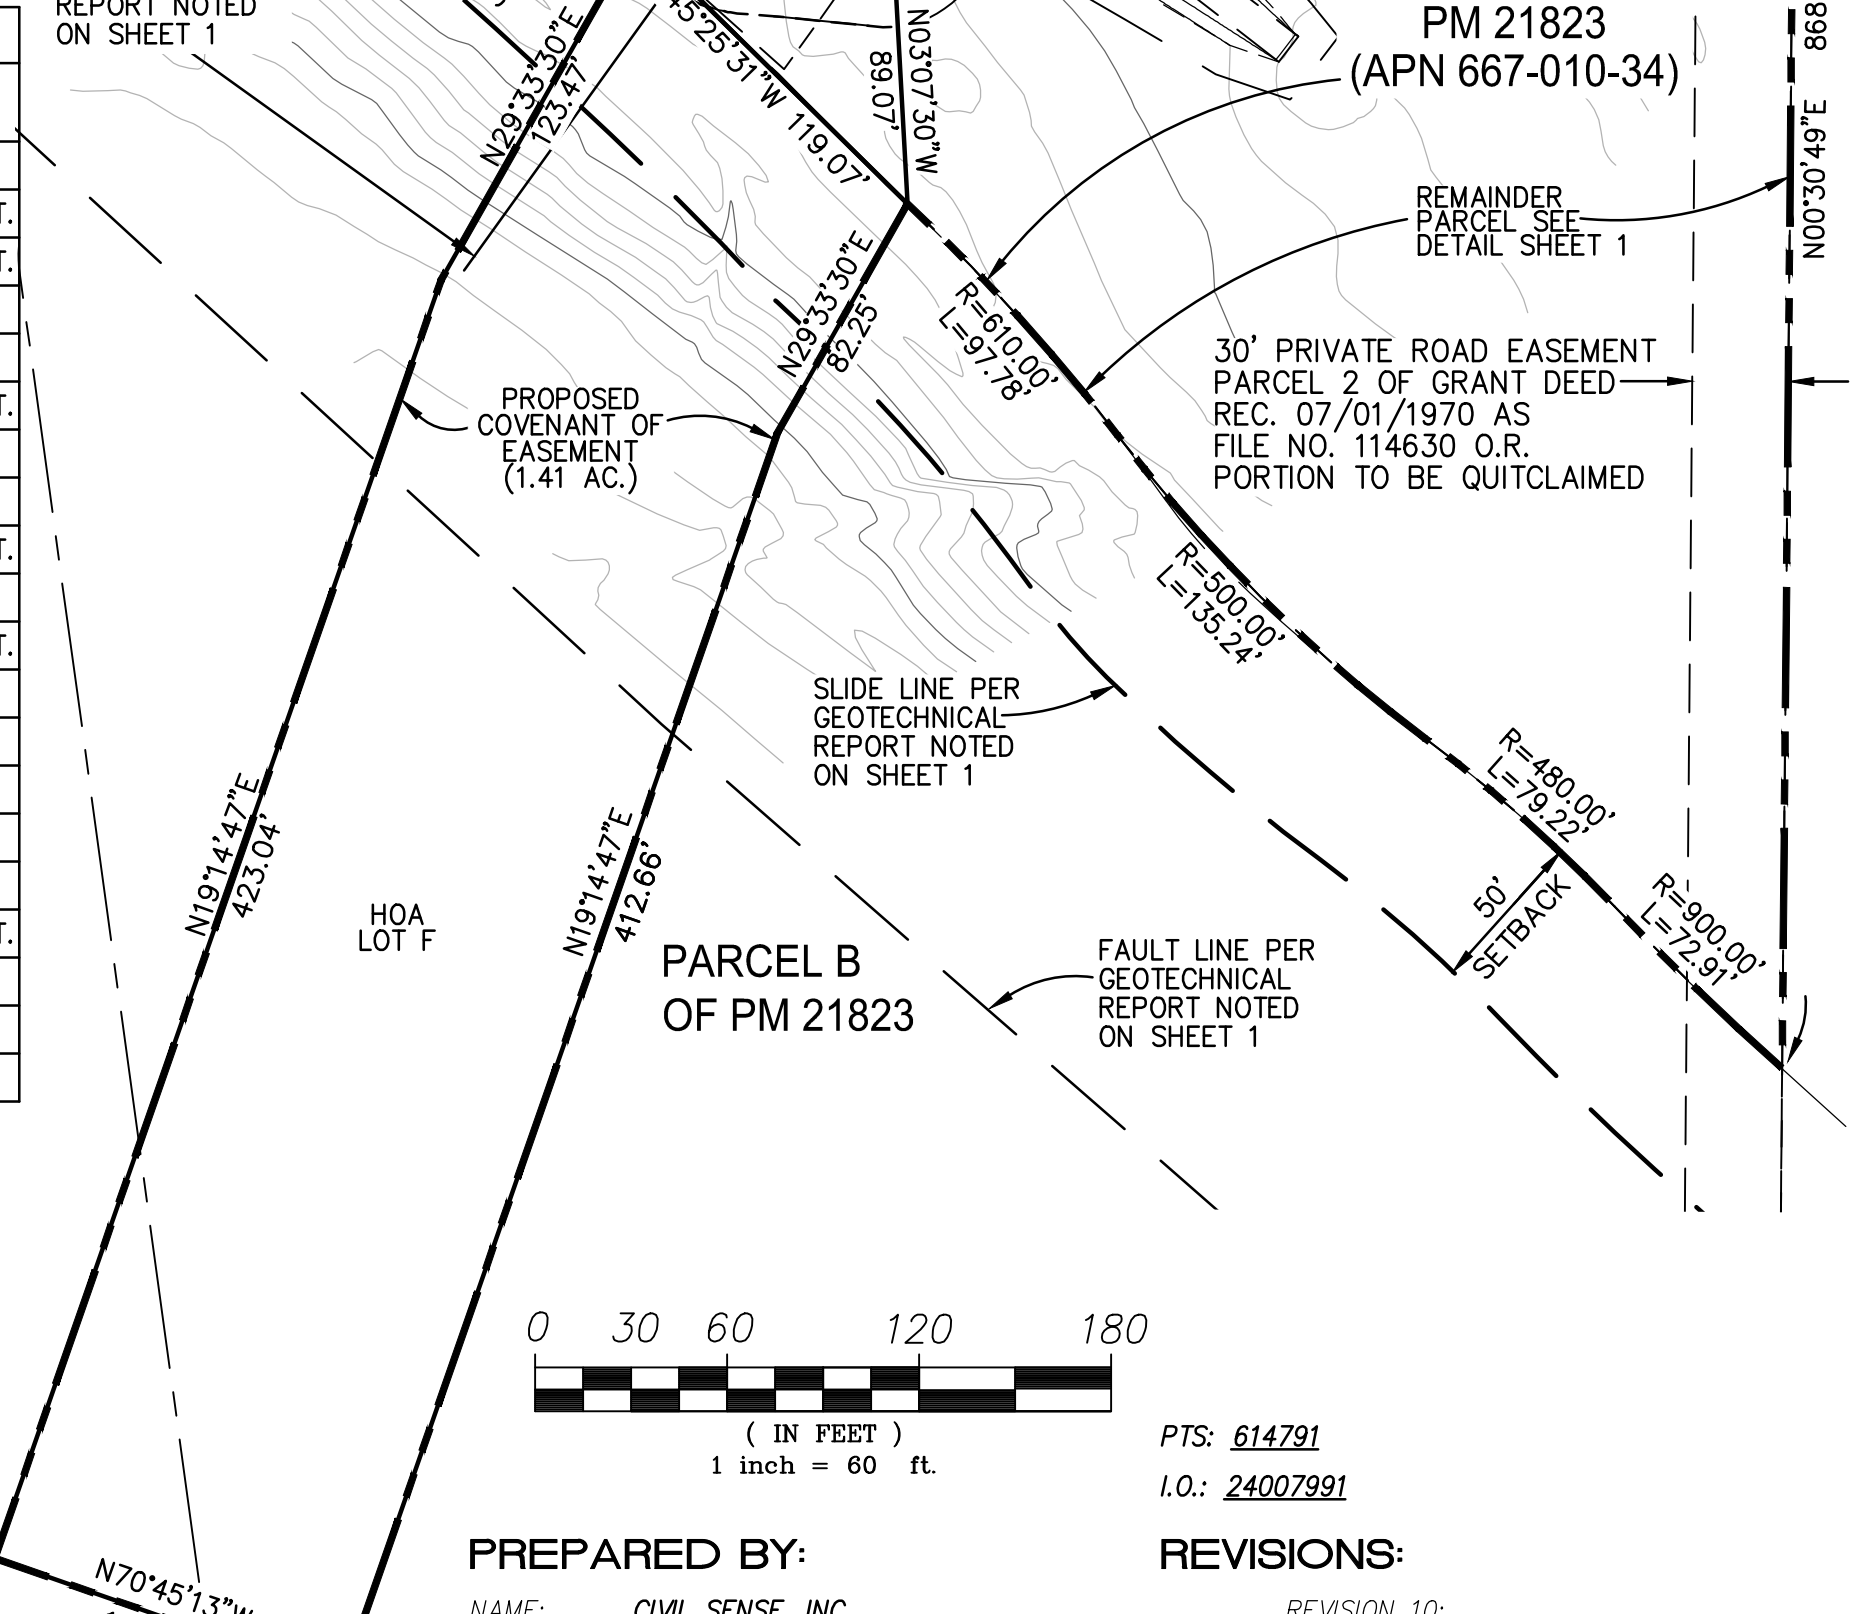 REPORT NOTED
ON SHEET 1
N29°33'30"E
123.47'
45°25'31"W 119.07'
N03°07'30"W
89.07'
PM 21823
(APN 667-010-34)
868
N00°30'49"E
REMAINDER
PARCEL SEE
DETAIL SHEET 1
N29°33'30"E
82.25'
R=610.00'
L=97.78'
30' PRIVATE ROAD EASEMENT
PARCEL 2 OF GRANT DEED
REC. 07/01/1970 AS
FILE NO. 114630 O.R.
PORTION TO BE QUITCLAIMED
PROPOSED
COVENANT OF
EASEMENT
(1.41 AC.)
T.
T.
T.
T.
T.
T.
R=500.00'
L=135.24'
SLIDE LINE PER
GEOTECHNICAL
REPORT NOTED
ON SHEET 1
R=480.00'
L=79.22'
N19°14'47"E
423.04'
N19°14'47"E
412.66'
HOA
LOT F
50'
SETBACK
R=900.00'
L=72.91'
PARCEL B
OF PM 21823
FAULT LINE PER
GEOTECHNICAL
REPORT NOTED
ON SHEET 1
0 30 60 120 180
( IN FEET )
1 inch = 60 ft.
PTS: 614791
I.O.: 24007991
PREPARED BY:
REVISIONS:
N70°45'13"W
NAME: CIVIL SENSE, INC.
REVISION 10: